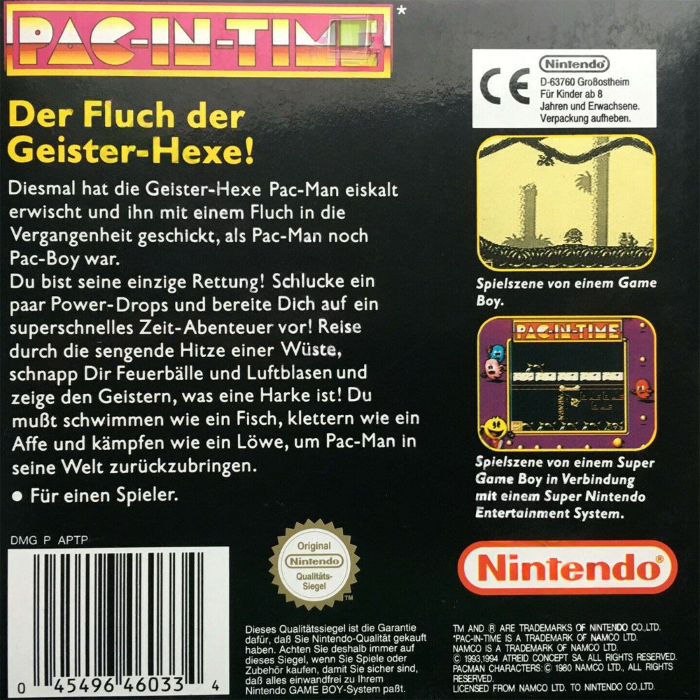 PAC-IN-TIME*
Der Fluch der
Geister-Hexe!
Diesmal hat die Geister-Hexe Pac-Man eiskalt
erwischt und ihn mit einem Fluch in die
Vergangenheit geschickt, als Pac-Man noch
Pac-Boy war.
Du bist seine einzige Rettung! Schlucke ein
paar Power-Drops und bereite Dich auf ein
superschnelles Zeit-Abenteuer vor! Reise
durch die sengende Hitze einer Wüste,
schnapp Dir Feuerbälle und Luftblasen und
zeige den Geistern, was eine Harke ist! Du
mußt schwimmen wie ein Fisch, klettern wie ein
Affe und kämpfen wie ein Löwe, um Pac-Man in
seine Welt zurückzubringen.
• Für einen Spieler.
CE
Nintendo®
D-63760 Großostheim
Für Kinder ab 8
Jahren und Erwachsene.
Verpackung aufheben.
Spielszene von einem Game
Boy.
PAC-IN-TIME
Spielszene von einem Super
Game Boy in Verbindung
mit einem Super Nintendo
Entertainment System.
DMG P APTP
0 45496 46033 4
Original
Nintendo
Qualitäts-
Siegel
TM
Dieses Qualitätssiegel ist die Garantie
dafür, daß Sie Nintendo-Qualität gekauft
haben. Achten Sie deshalb immer auf
dieses Siegel, wenn Sie Spiele oder
Zubehör kaufen, damit Sie sicher sind,
daß alles einwandfrei zu Ihrem
Nintendo GAME BOY-System paßt.
Nintendo®
TM AND ® ARE TRADEMARKS OF NINTENDO CO.,LTD.
*PAC-IN-TIME IS A TRADEMARK OF NAMCO LTD.
NAMCO IS A TRADEMARK OF NAMCO LTD.
© 1993,1994 ATREID CONCEPT SA. ALL RIGHTS RESERVED.
PACMAN CHARACTERS: © 1980 NAMCO LTD., ALL RIGHTS
RESERVED.
LICENSED FROM NAMCO LTD. TO NINTENDO CO.,LTD.